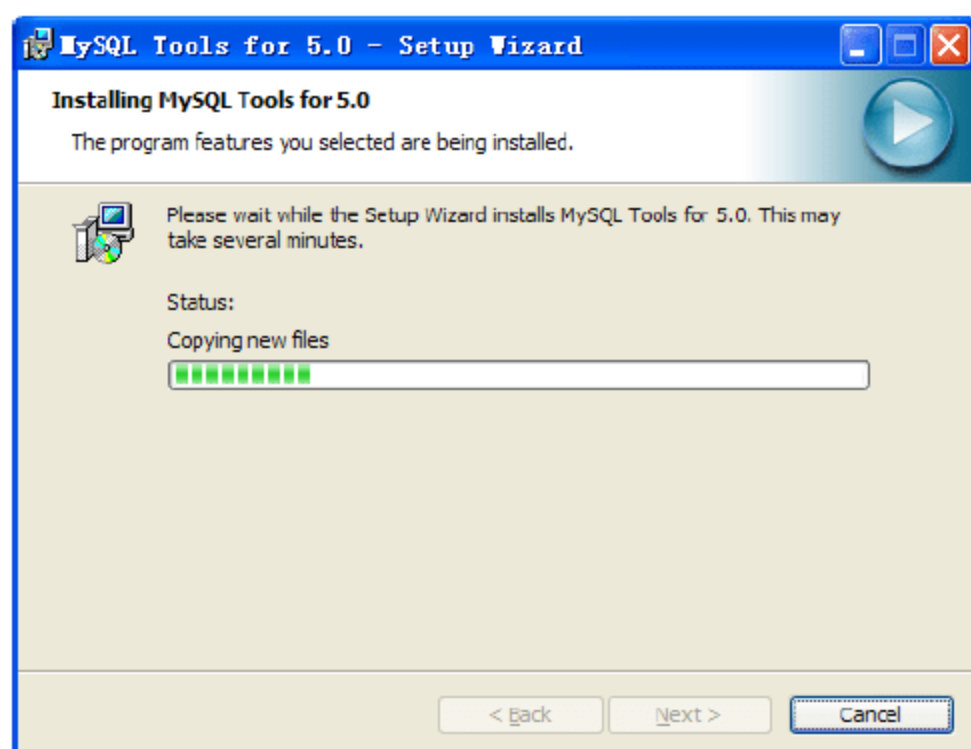 MySQL Tools for 5.0 - Setup Wizard
Installing MySQL Tools for 5.0
The program features you selected are being installed.
Please wait while the Setup Wizard installs MySQL Tools for 5.0. This may
take several minutes.
Status:
Copying new files
< Back
Next >
Cancel